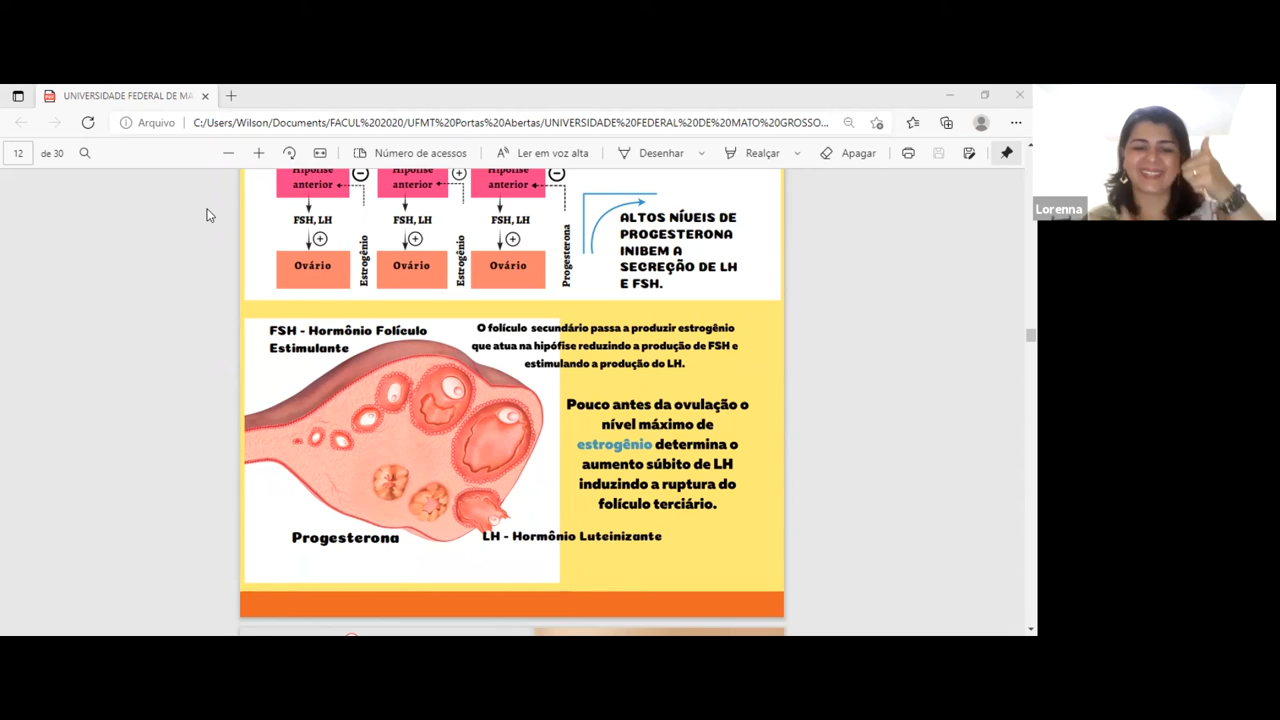 UNIVERSIDADE FEDERAL DE MA
Arquivo
C:/Users/Wilson/Documents/FACUL%202020/UFMT%20Portas%20Abertas/UNIVERSIDADE%20FEDERAL%20DE%20MATO%20GROSSO...
12
de 30
Número de acessos
Ler em voz alta
Desenhar
Realçar
Apagar
Hipófise Hipófise Hipófise
anterior anterior anterior
FSH, LH FSH, LH FSH, LH
Ovário Ovário Ovário
Estrogênio
Estrogênio
Progesterona
ALTOS NÍVEIS DE
PROGESTERONA
INIBEM A
SECREÇÃO DE LH
E FSH.
FSH - Hormônio Folículo
Estimulante
O folículo secundário passa a produzir estrogênio
que atua na hipófise reduzindo a produção de FSH e
estimulando a produção do LH.
Pouco antes da ovulação o
nível máximo de
estrogênio determina o
aumento súbito de LH
induzindo a ruptura do
folículo terciário.
Progesterona
LH - Hormônio Luteinizante
Lorenna